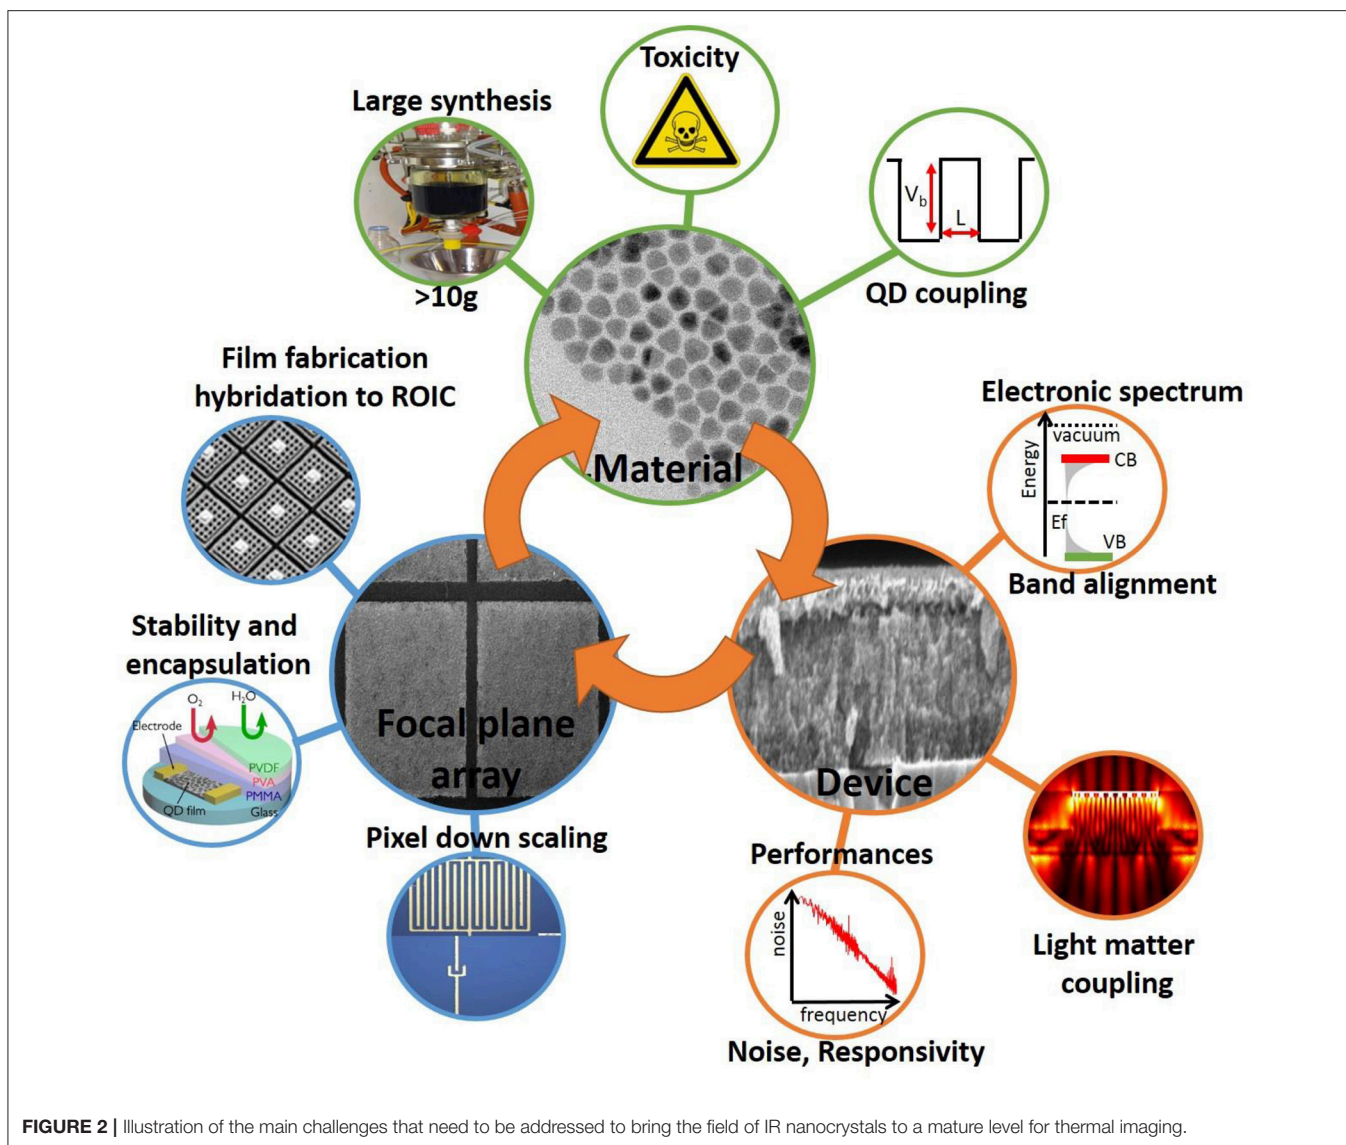 Toxicity
Large synthesis
>10g
V_b
L
QD coupling
Film fabrication
hybridation to ROIC
Electronic spectrum
Energy
vacuum
CB
Ef
VB
Band alignment
Material
Stability and
encapsulation
O₂
H₂O
Electrode
PVDF
PVA
PMMA
QD film
Glass
Focal plane
array
Device
Pixel down scaling
Performances
noise
frequency
Noise, Responsivity
Light matter
coupling
FIGURE 2 | Illustration of the main challenges that need to be addressed to bring the field of IR nanocrystals to a mature level for thermal imaging.